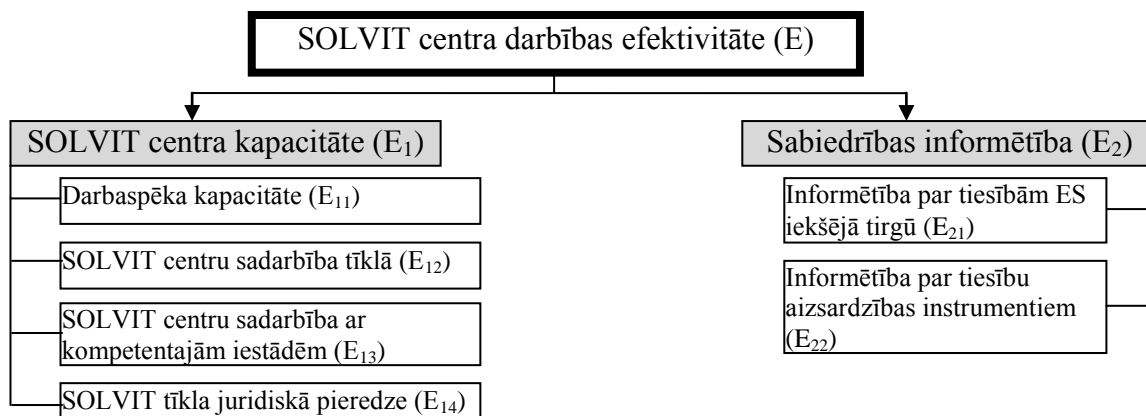 SOLVIT centra darbības efektivitāte (E)
SOLVIT centra kapacitāte (E₁)
Darbaspēka kapacitāte (E₁₁)
SOLVIT centru sadarbība tīklā (E₁₂)
SOLVIT centru sadarbība ar
kompetentajām iestādēm (E₁₃)
SOLVIT tīkla juridiskā pieredze (E₁₄)
Sabiedrības informētība (E₂)
Informētība par tiesībām ES
iekšējā tirgū (E₂₁)
Informētība par tiesību
aizsardzības instrumentiem
(E₂₂)